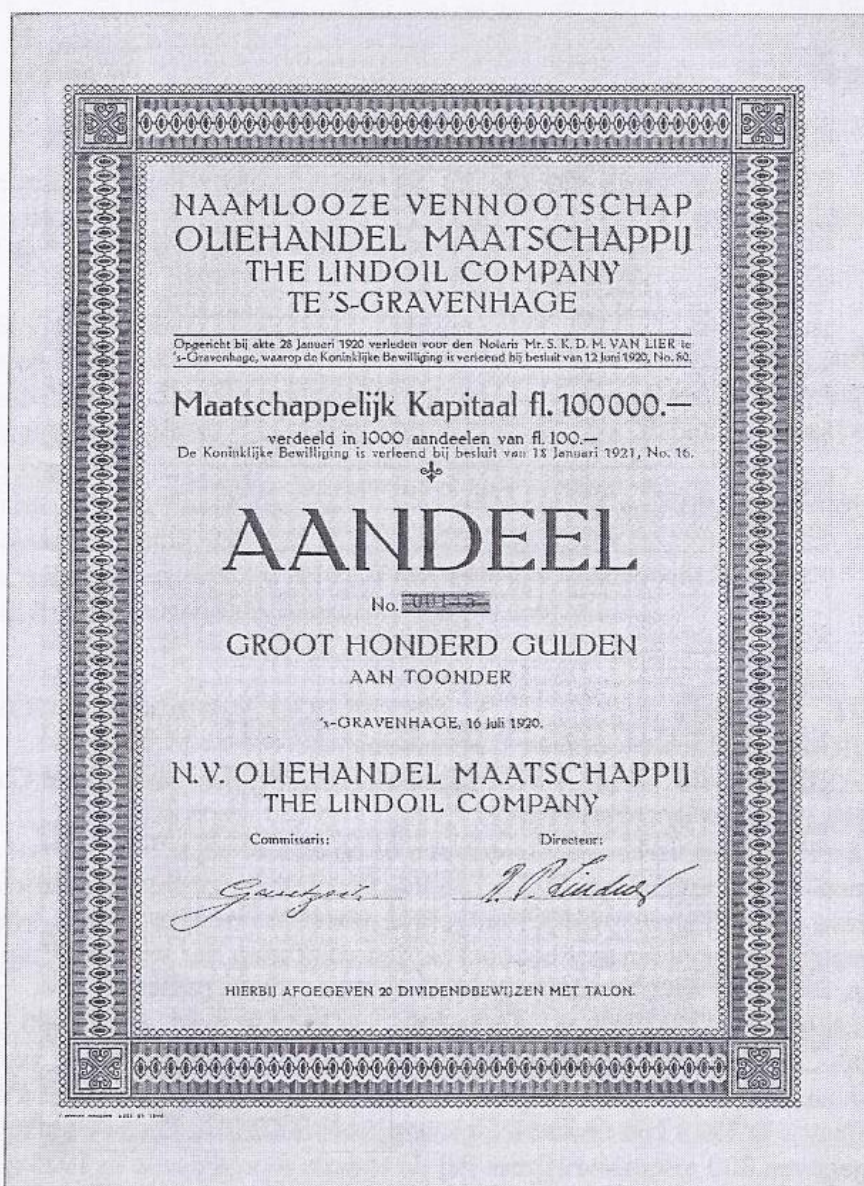 NAAMLOOZE VENNOOTSCHAP
OLIEHANDEL MAATSCHAPPIJ
THE LINDOIL COMPANY
TE 'S-GRAVENHAGE
Opgericht bij akte 28 Januari 1920 verleden voor den Notaris Mr. S. K. D. M. VAN LIER te
's-Gravenhage, waarop de Koninklijke Bewilliging is verleend bij besluit van 12 Juni 1920, No. 80.
Maatschappelijk Kapitaal fl. 100000.—
verdeeld in 1000 aandeelen van fl. 100.—
De Koninklijke Bewilliging is verleend bij besluit van 18 Januari 1921, No. 16.
AANDEEL
No.
GROOT HONDERD GULDEN
AAN TOONDER
's-GRAVENHAGE, 16 Juli 1920.
N.V. OLIEHANDEL MAATSCHAPPIJ
THE LINDOIL COMPANY
Commissaris: Directeur:
HIERBIJ AFGEGEVEN 20 DIVIDENDBEWIJZEN MET TALON.